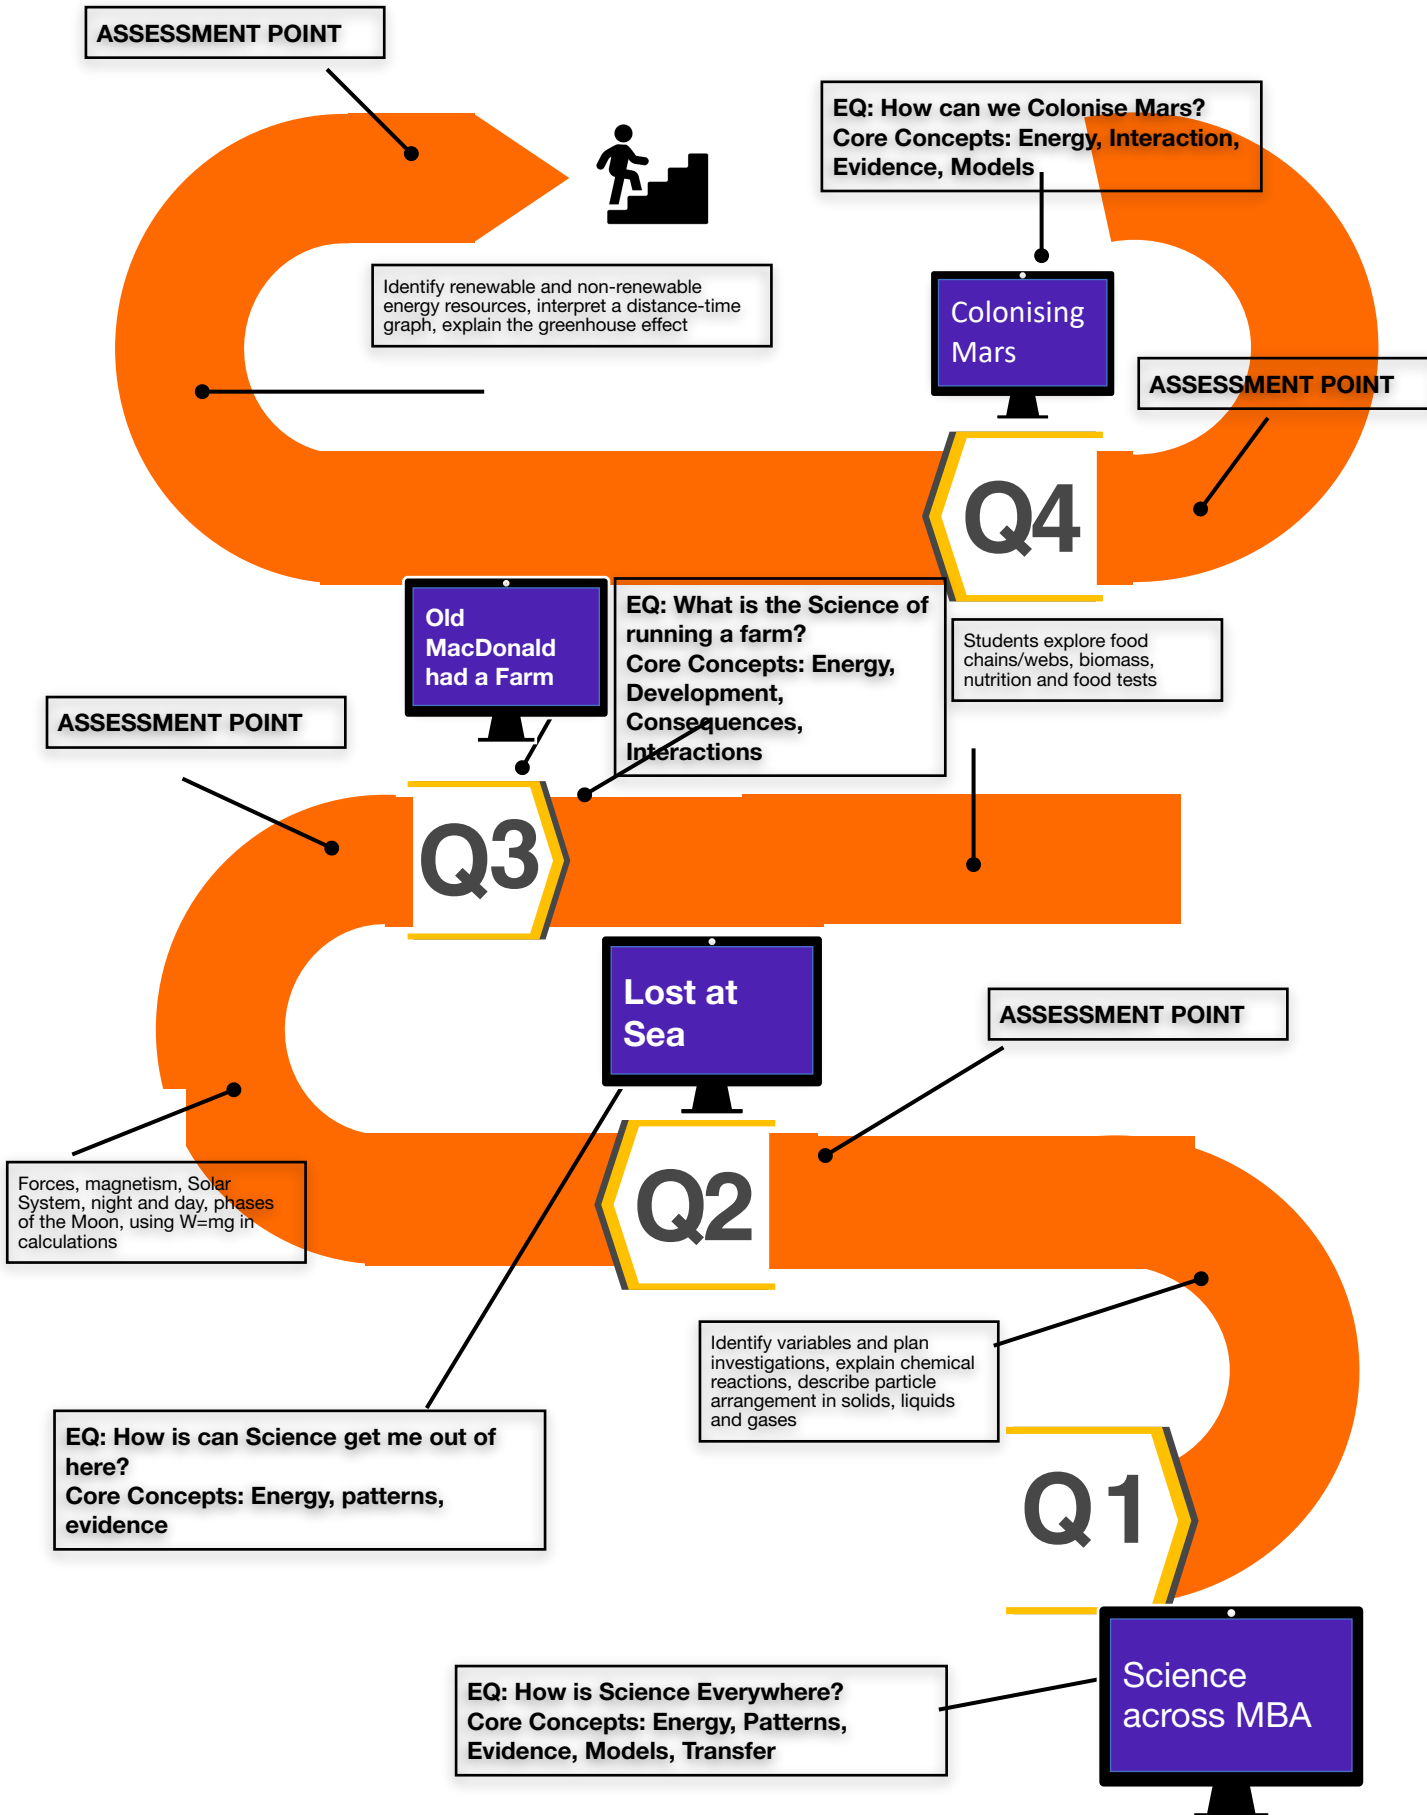 ASSESSMENT POINT
EQ: How can we Colonise Mars?
Core Concepts: Energy, Interaction,
Evidence, Models
Identify renewable and non-renewable
energy resources, interpret a distance-time
graph, explain the greenhouse effect
Colonising
Mars
ASSESSMENT POINT
Q4
Old
MacDonald
had a Farm
EQ: What is the Science of
running a farm?
Core Concepts: Energy,
Development,
Consequences,
Interactions
Students explore food
chains/webs, biomass,
nutrition and food tests
ASSESSMENT POINT
Q3
Lost at
Sea
ASSESSMENT POINT
Forces, magnetism, Solar
System, night and day, phases
of the Moon, using W=mg in
calculations
Q2
Identify variables and plan
investigations, explain chemical
reactions, describe particle
arrangement in solids, liquids
and gases
EQ: How is can Science get me out of
here?
Core Concepts: Energy, patterns,
evidence
Q1
Science
across MBA
EQ: How is Science Everywhere?
Core Concepts: Energy, Patterns,
Evidence, Models, Transfer